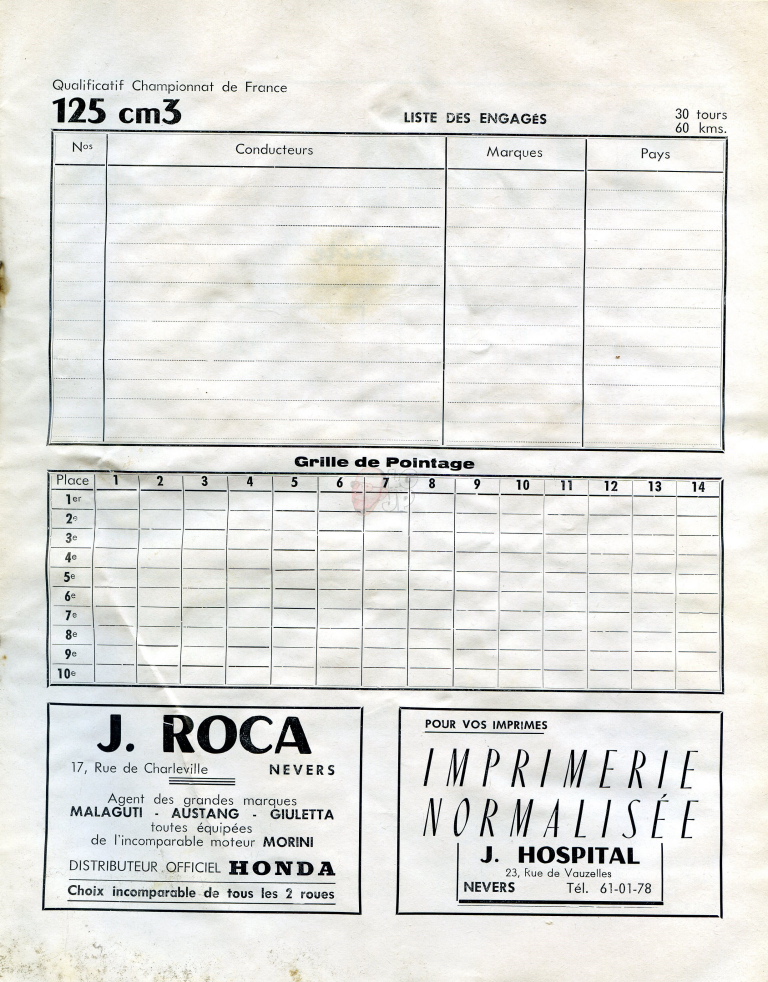 Qualificatif Championnat de France
125 cm3
LISTE DES ENGAGÉS
30 tours
60 kms.
Nos Conducteurs Marques Pays
Grille de Pointage
Place 1 2 3 4 5 6 7 8 9 10 11 12 13 14
1er
2e
3e
4e
5e
6e
7e
8e
9e
10e
J. ROCA
17, Rue de Charleville NEVERS
Agent des grandes marques
MALAGUTI - AUSTANG - GIULETTA
toutes équipées
de l'incomparable moteur MORINI
DISTRIBUTEUR OFFICIEL HONDA
Choix incomparable de tous les 2 roues
POUR VOS IMPRIMES
IMPRIMERIE
NORMALISÉE
J. HOSPITAL
23, Rue de Vauzelles
NEVERS Tél. 61-01-78